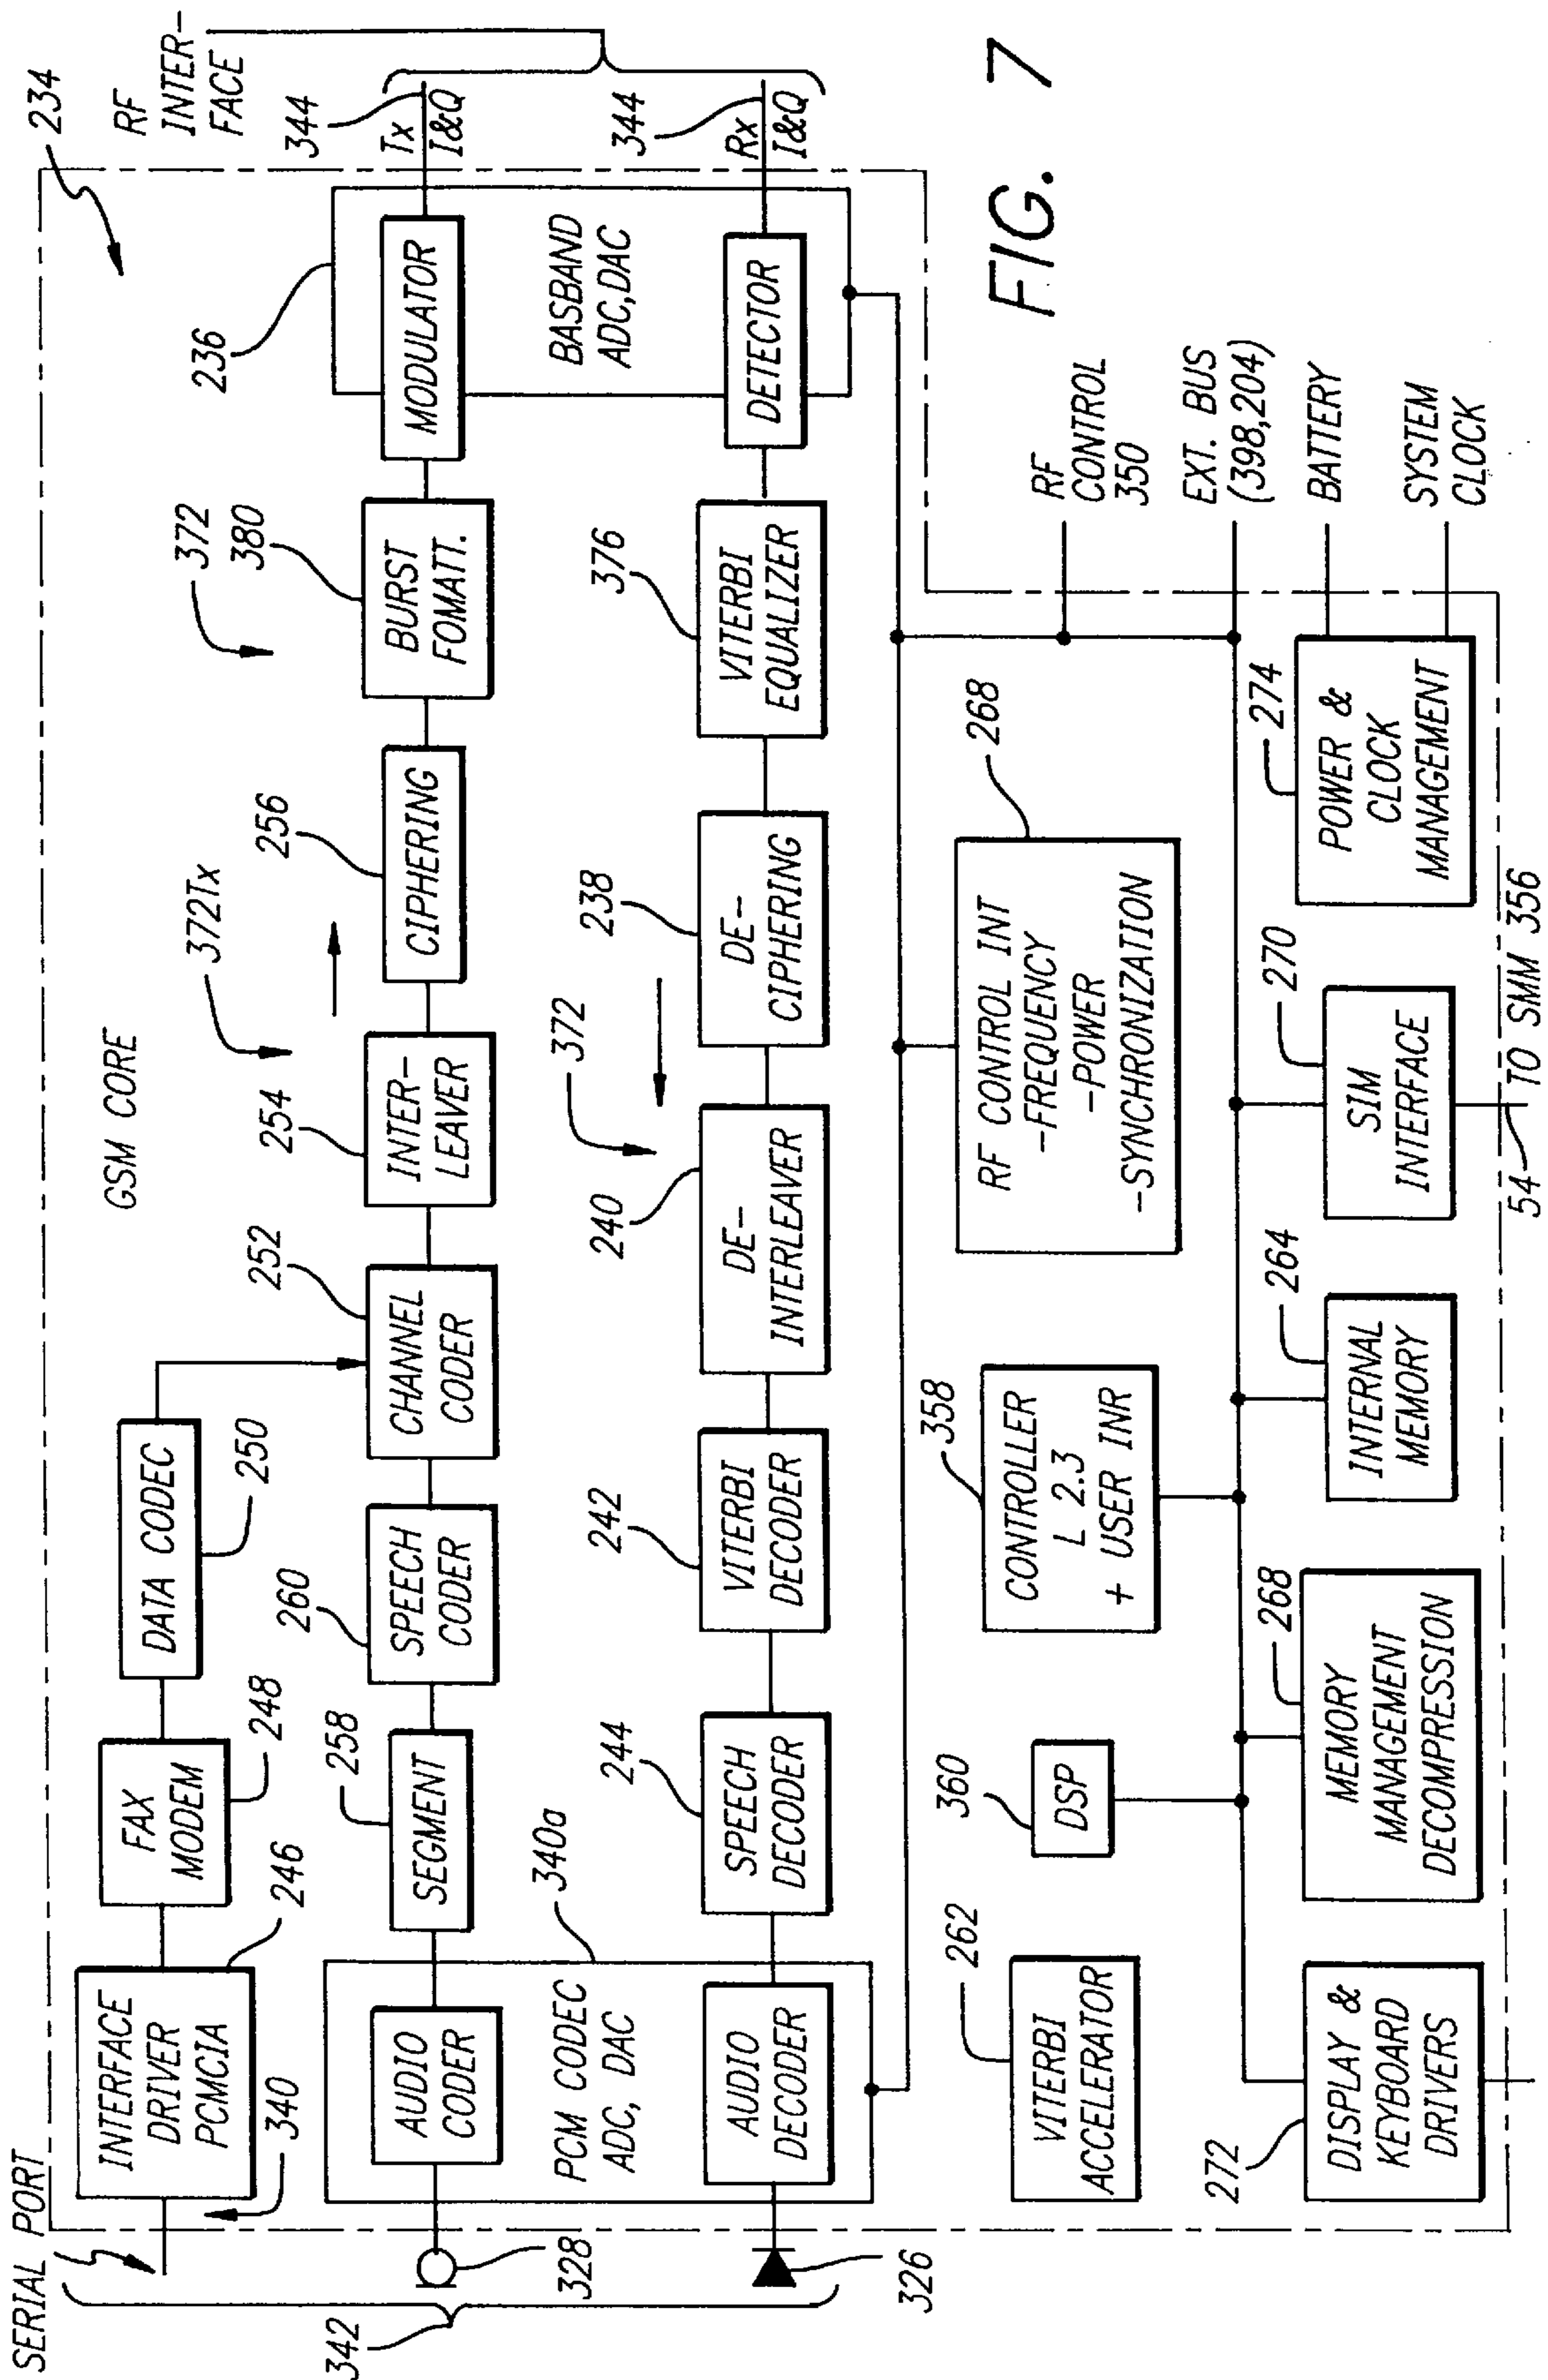 SERIAL PORT
340
INTERFACE
DRIVER
PCMCIA
246
FAX
MODEM
248
DATA CODEC
250
GSM CORE
234
RF
INTER-
FACE
342
328
AUDIO
CODER
258
SEGMENT
260
SPEECH
CODER
252
CHANNEL
CODER
254
INTER-
LEAVER
372Tx
256
CIPHERING
372
380
BURST
FOMATT.
236
MODULATOR
344
Tx
I&Q
PCM CODEC
ADC, DAC
340a
BASBAND
ADC,DAC
326
AUDIO
DECODER
244
SPEECH
DECODER
242
VITERBI
DECODER
240
DE-
INTERLEAVER
372
238
DE-
CIPHERING
376
VITERBI
EQUALIZER
DETECTOR
344
Rx
I&Q
262
VITERBI
ACCELERATOR
360
DSP
358
CONTROLLER
L 2.3
+ USER INR
268
RF CONTROL INT
-FREQUENCY
-POWER
-SYNCHRONIZATION
RF
CONTROL
350
EXT. BUS
(398,204)
BATTERY
SYSTEM
CLOCK
272
DISPLAY &
KEYBOARD
DRIVERS
268
MEMORY
MANAGEMENT
DECOMPRESSION
264
INTERNAL
MEMORY
270
SIM
INTERFACE
274
POWER &
CLOCK
MANAGEMENT
54
TO SMM 356
FIG. 7